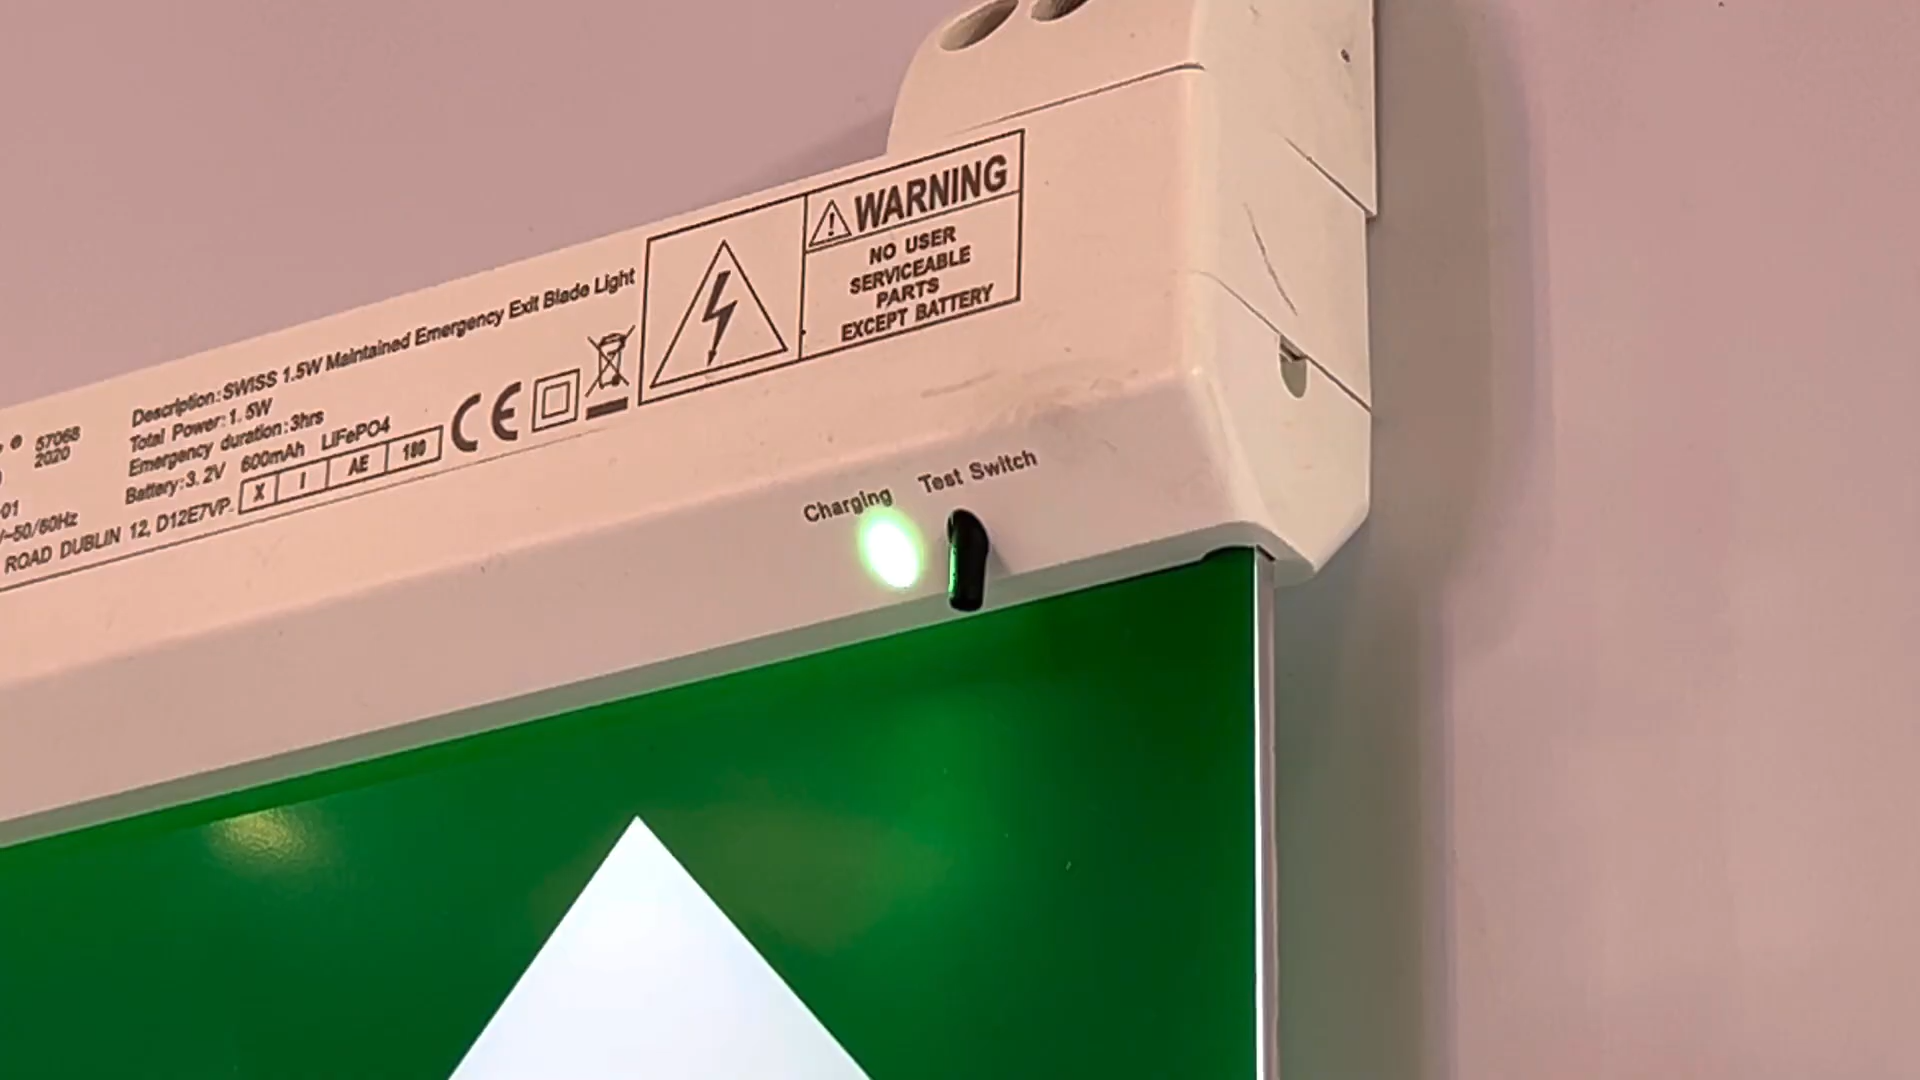 57068
2020
-01
/~50/60Hz
ROAD DUBLIN 12, D12E7VP.
Description: SWISS 1.5W Maintained Emergency Exit Blade Light
Total Power: 1. 5W
Emergency duration: 3hrs
Battery: 3. 2V 600mAh LiFePO4
X I AE 180
CE
WARNING
NO USER
SERVICEABLE
PARTS
EXCEPT BATTERY
Charging
Test Switch